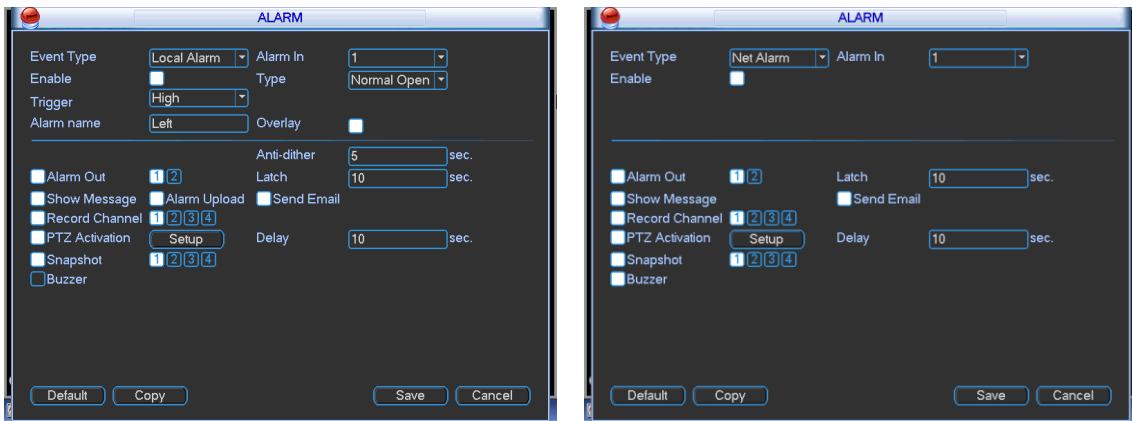 ALARM
Event Type Local Alarm Alarm In 1
Enable Type Normal Open
Trigger High
Alarm name Left Overlay
Anti-dither 5 sec.
Alarm Out 1 2 Latch 10 sec.
Show Message Alarm Upload Send Email
Record Channel 1 2 3 4
PTZ Activation Setup Delay 10 sec.
Snapshot 1 2 3 4
Buzzer
Default Copy Save Cancel
ALARM
Event Type Net Alarm Alarm In 1
Enable
Alarm Out 1 2 Latch 10 sec.
Show Message Send Email
Record Channel 1 2 3 4
PTZ Activation Setup Delay 10 sec.
Snapshot 1 2 3 4
Buzzer
Default Copy Save Cancel